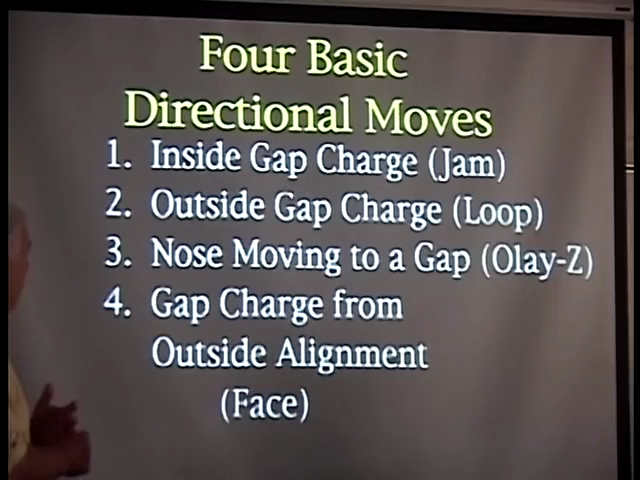 Four Basic
Directional Moves
1. Inside Gap Charge (Jam)
2. Outside Gap Charge (Loop)
3. Nose Moving to a Gap (Olay-Z)
4. Gap Charge from
Outside Alignment
(Face)